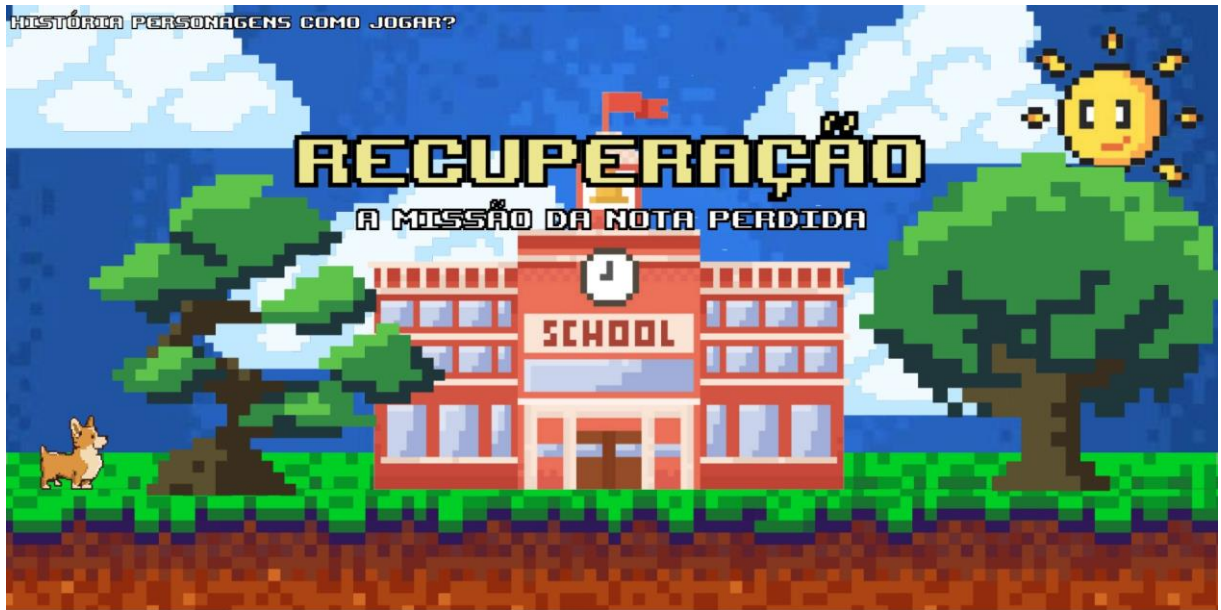 HISTÓRIA PERSONAGENS COMO JOGAR?
RECUPERAÇÃO
A MISSÃO DA NOTA PERDIDA
SCHOOL